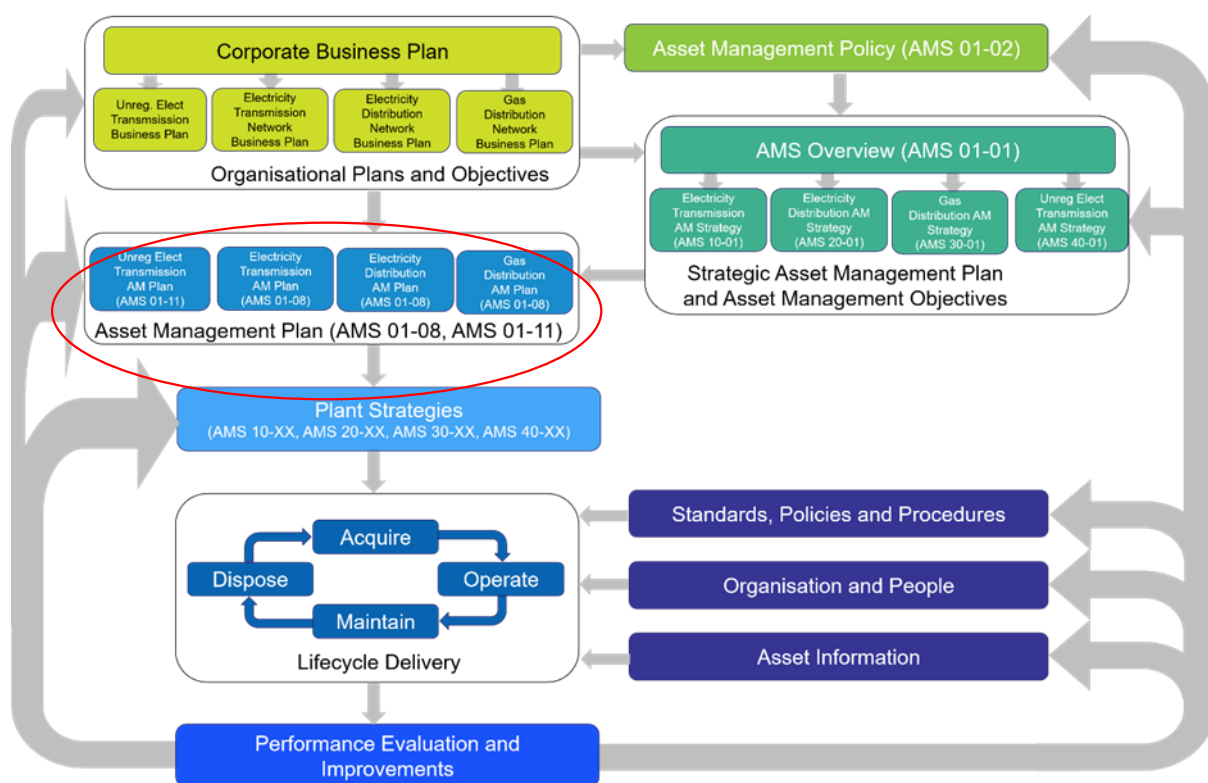 Corporate Business Plan
Unreg. Elect
Transmission
Business Plan
Electricity
Transmission
Network
Business Plan
Electricity
Distribution
Network
Business Plan
Gas
Distribution
Network
Business Plan
Organisational Plans and Objectives
Asset Management Policy (AMS 01-02)
AMS Overview (AMS 01-01)
Electricity
Transmission
AM Strategy
(AMS 10-01)
Electricity
Distribution AM
Strategy
(AMS 20-01)
Gas
Distribution AM
Strategy
(AMS 30-01)
Unreg Elect
Transmission
AM Strategy
(AMS 40-01)
Strategic Asset Management Plan
and Asset Management Objectives
Unreg Elect
Transmission
AM Plan
(AMS 01-11)
Electricity
Transmission
AM Plan
(AMS 01-08)
Electricity
Distribution
AM Plan
(AMS 01-08)
Gas
Distribution
AM Plan
(AMS 01-08)
Asset Management Plan (AMS 01-08, AMS 01-11)
Plant Strategies
(AMS 10-XX, AMS 20-XX, AMS 30-XX, AMS 40-XX)
Acquire
Dispose
Operate
Maintain
Lifecycle Delivery
Standards, Policies and Procedures
Organisation and People
Asset Information
Performance Evaluation and
Improvements